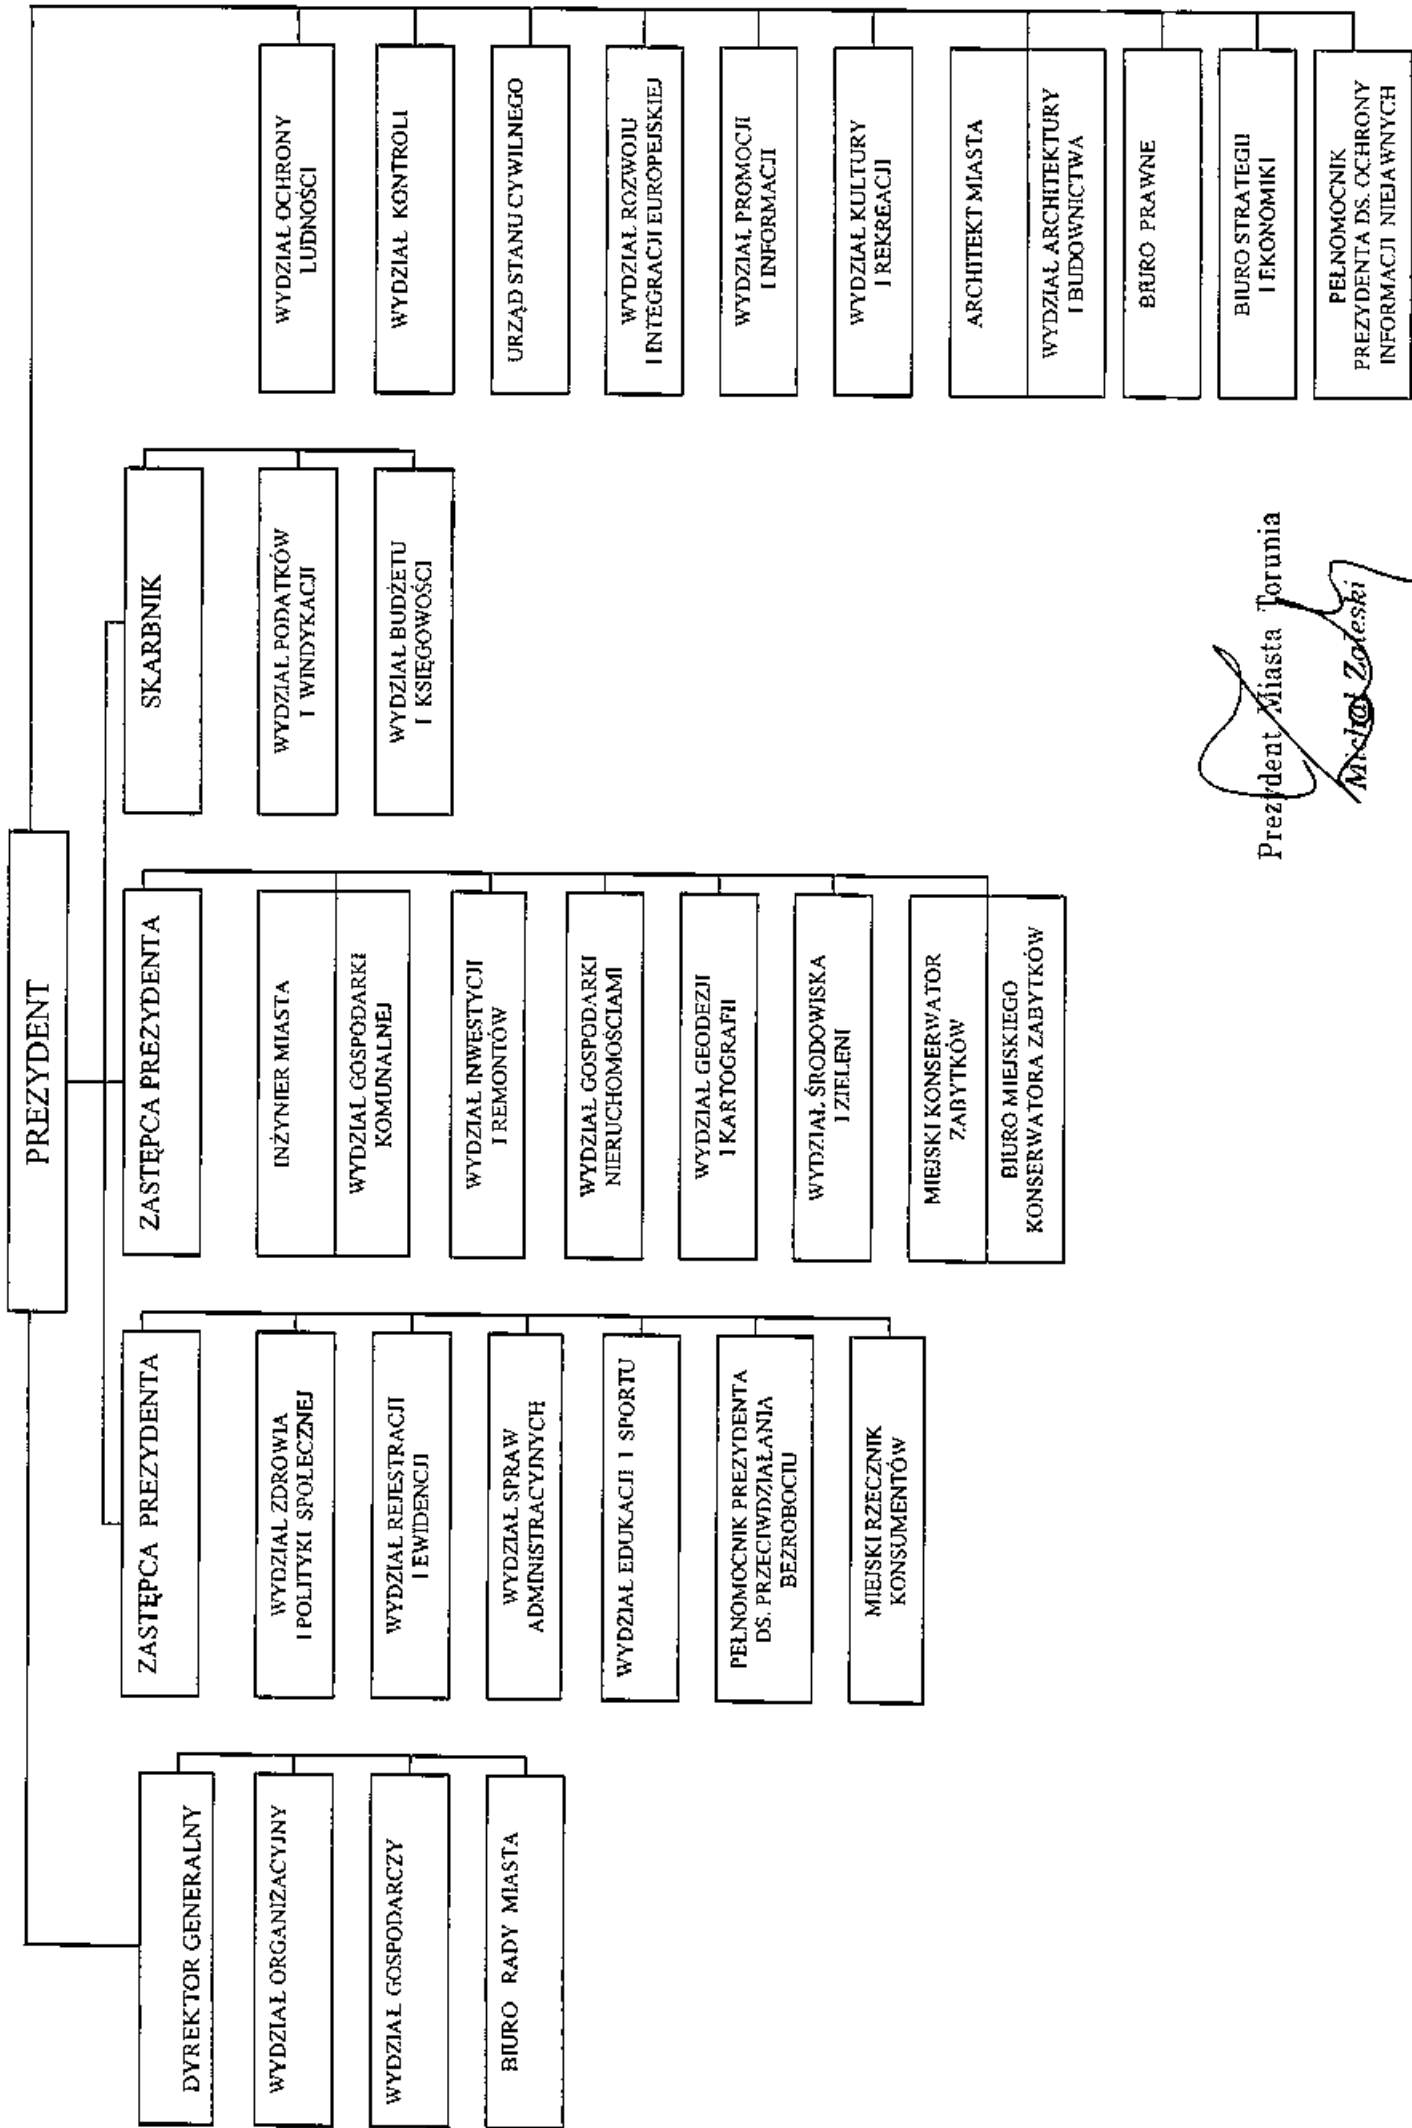 PREZYDENT
DYREKTOR GENERALNY
WYDZIAŁ ORGANIZACYJNY
WYDZIAŁ GOSPODARCZY
BIURO RADY MIASTA
ZASTĘPCA PREZYDENTA
WYDZIAŁ ZDROWIA
I POLITYKI SPOŁECZNEJ
WYDZIAŁ REJESTRACJI
I EWIDENCJI
WYDZIAŁ SPRAW
ADMINISTRACYJNYCH
WYDZIAŁ EDUKACJI I SPORTU
PEŁNOMOCNIK PREZYDENTA
DS. PRZECIWDZIAŁANIA
BEZROBOCIU
MIEJSKI RZECZNIK
KONSUMENTÓW
ZASTĘPCA PREZYDENTA
INŻYNIER MIASTA
WYDZIAŁ GOSPODARKI
KOMUNALNEJ
WYDZIAŁ INWESTYCJI
I REMONTÓW
WYDZIAŁ GOSPODARKI
NIERUCHOMOŚCIAMI
WYDZIAŁ GEODEZJI
I KARTOGRAFII
WYDZIAŁ ŚRODOWISKA
I ZIELENI
MIEJSKI KONSERWATOR
ZABYTKÓW
BIURO MIEJSKIEGO
KONSERWATORA ZABYTKÓW
SKARBNIK
WYDZIAŁ PODATKÓW
I WINDYKACJI
WYDZIAŁ BUDŻETU
I KSIĘGOWOŚCI
WYDZIAŁ OCHRONY
LUDNOŚCI
WYDZIAŁ KONTROLI
URZĄD STANU CYWILNEGO
WYDZIAŁ ROZWOJU
I INTEGRACJI EUROPEJSKIEJ
WYDZIAŁ PROMOCJI
I INFORMACJI
WYDZIAŁ KULTURY
I REKREACJI
ARCHITEKT MIASTA
WYDZIAŁ ARCHITEKTURY
I BUDOWNICTWA
BIURO PRAWNE
BIURO STRATEGII
I EKONOMIKI
PEŁNOMOCNIK
PREZYDENTA DS. OCHRONY
INFORMACJI NIEJAWNYCH
Prezydent Miasta Torunia
Michał Zaleski